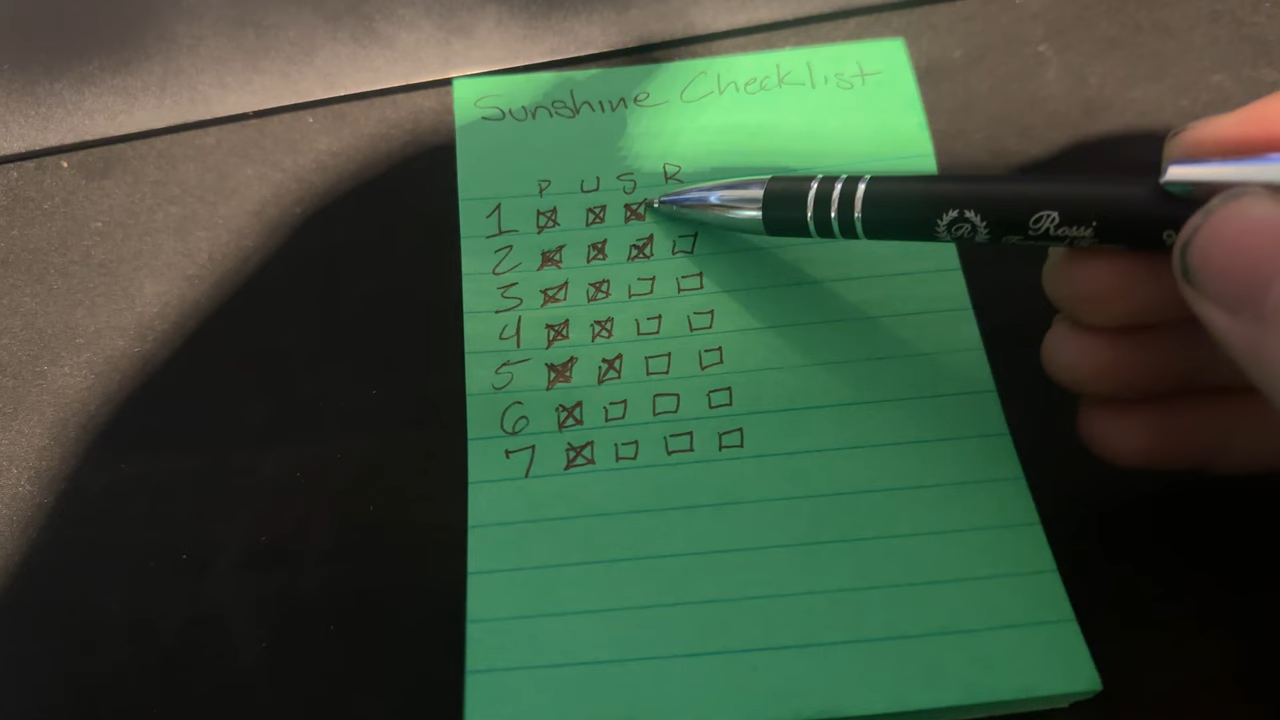 Sunshine Checklist
P U S R
1 ☒ ☒ ☒
2 ☒ ☒ ☒ ☐
3 ☒ ☒ ☐ ☐
4 ☒ ☒ ☐ ☐
5 ☒ ☒ ☐ ☐
6 ☒ ☐ ☐ ☐
7 ☒ ☐ ☐ ☐
R
Rossi